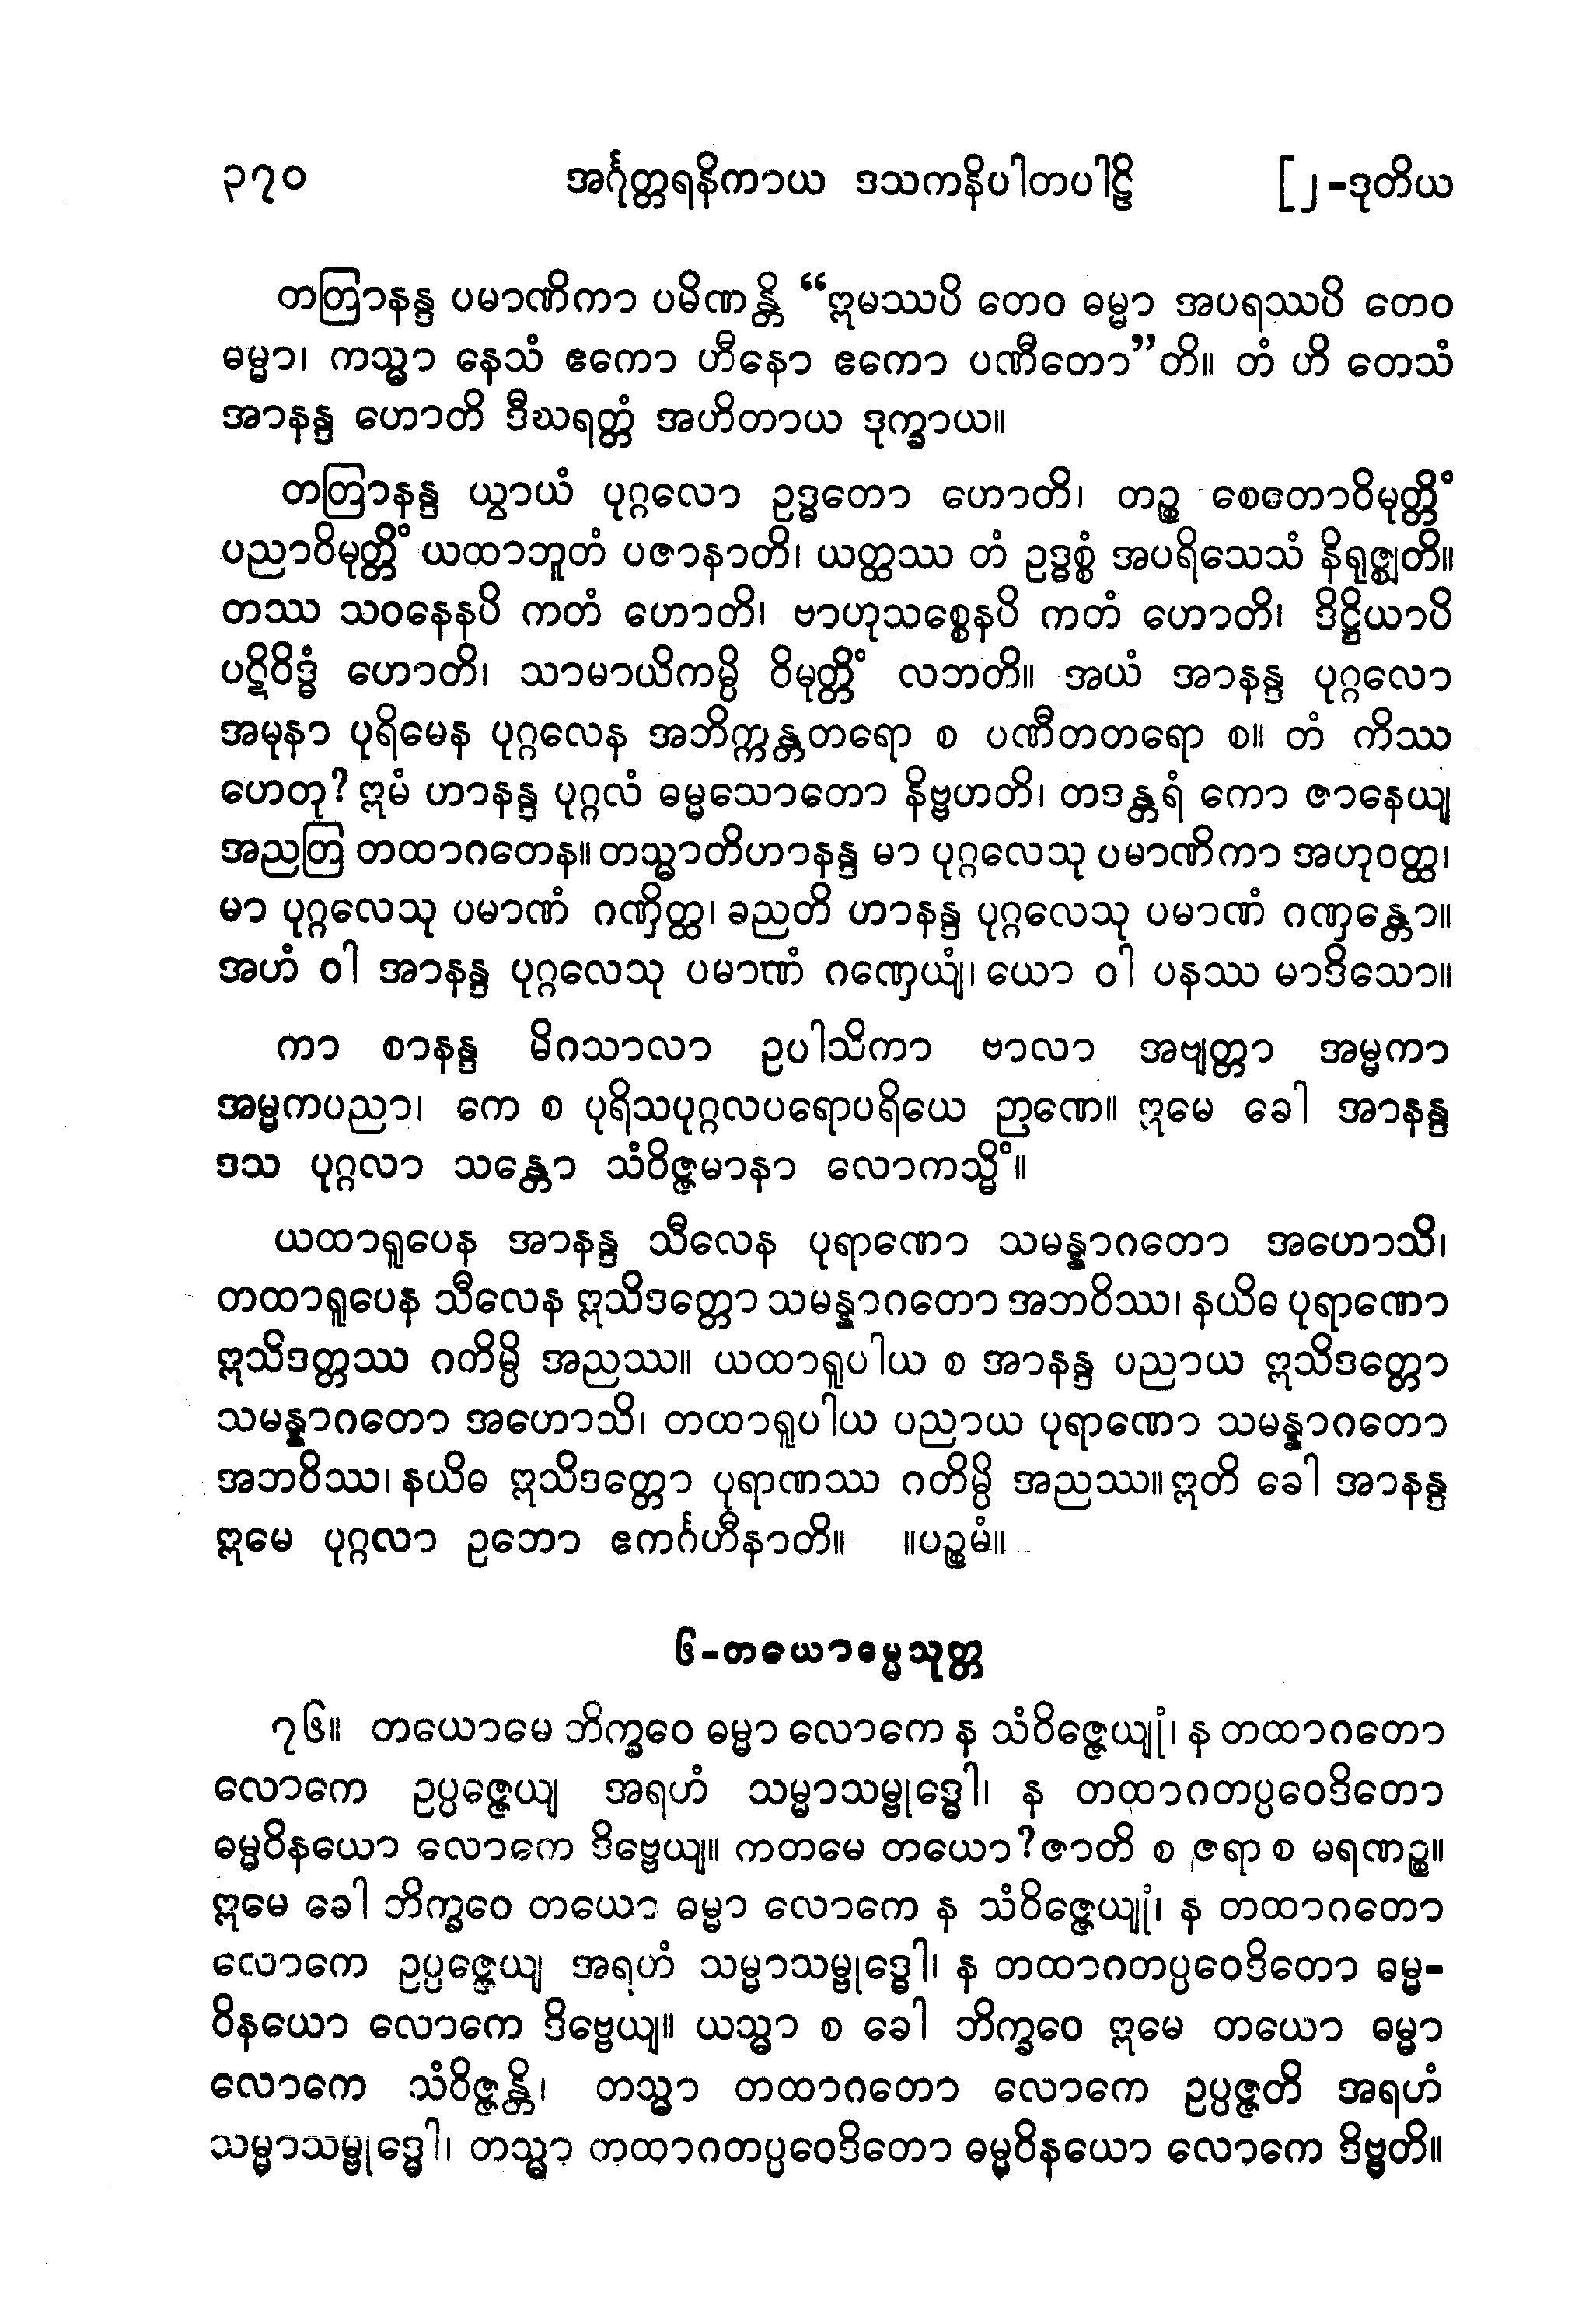 ၃၇၀ အင်္ဂုတ္တရနိကာယ ဒသကနိပါတပါဠိ [၂-ဒုတိယ
တတြာနန္ဒ ပမာဏိကာ ပမိဏန္တိ “ဣမဿပိ တေဝ ဓမ္မာ အပရဿပိ တေဝ
ဓမ္မာ၊ ကသ္မာ နေသံ ဧကော ဟီနော ဧကော ပဏီတော”တိ။ တံ ဟိ တေသံ
အာနန္ဒ ဟောတိ ဒီဃရတ္တံ အဟိတာယ ဒုက္ခာယ။
တတြာနန္ဒ ယွာယံ ပုဂ္ဂလော ဥဒ္ဓတော ဟောတိ၊ တဉ္စ စေတောဝိမုတ္တိံ
ပညာဝိမုတ္တိံ ယထာဘူတံ ပဇာနာတိ၊ ယတ္ထဿ တံ ဥဒ္ဓစ္စံ အပရိသေသံ နိရုဇ္ဈတိ။
တဿ သဝနေနပိ ကတံ ဟောတိ၊ ဗာဟုသစ္စေနပိ ကတံ ဟောတိ၊ ဒိဋ္ဌိယာပိ
ပဋိဝိဒ္ဓံ ဟောတိ၊ သာမာယိကမ္ပိ ဝိမုတ္တိံ လဘတိ။ အယံ အာနန္ဒ ပုဂ္ဂလော
အမုနာ ပုရိမေန ပုဂ္ဂလေန အဘိက္ကန္တတရော စ ပဏီတတရော စ။ တံ ကိဿ
ဟေတု? ဣမံ ဟာနန္ဒ ပုဂ္ဂလံ ဓမ္မသောတော နိဗ္ဗဟတိ၊ တဒန္တရံ ကော ဇာနေယျ
အညတြ တထာဂတေန။ တသ္မာတိဟာနန္ဒ မာ ပုဂ္ဂလေသု ပမာဏိကာ အဟုဝတ္ထ၊
မာ ပုဂ္ဂလေသု ပမာဏံ ဂဏှိတ္ထ၊ ခညတိ ဟာနန္ဒ ပုဂ္ဂလေသု ပမာဏံ ဂဏှန္တော။
အဟံ ဝါ အာနန္ဒ ပုဂ္ဂလေသု ပမာဏံ ဂဏှေယျံ၊ ယော ဝါ ပနဿ မာဒိသော။
ကာ စာနန္ဒ မိဂသာလာ ဥပါသိကာ ဗာလာ အဗျတ္တာ အမ္မကာ
အမ္မကပညာ၊ ကေ စ ပုရိသပုဂ္ဂလပရောပရိယေ ဉာဏေ။ ဣမေ ခေါ အာနန္ဒ
ဒသ ပုဂ္ဂလာ သန္တော သံဝိဇ္ဇမာနာ လောကသ္မိံ။
ယထာရူပေန အာနန္ဒ သီလေန ပုရာဏော သမန္နာဂတော အဟောသိ၊
တထာရူပေန သီလေန ဣသိဒတ္တော သမန္နာဂတော အဘဝိဿ၊ နယိဓ ပုရာဏော
ဣသိဒတ္တဿ ဂတိမ္ပိ အညဿ။ ယထာရူပါယ စ အာနန္ဒ ပညာယ ဣသိဒတ္တော
သမန္နာဂတော အဟောသိ၊ တထာရူပါယ ပညာယ ပုရာဏော သမန္နာဂတော
အဘဝိဿ၊ နယိဓ ဣသိဒတ္တော ပုရာဏဿ ဂတိမ္ပိ အညဿ။ ဣတိ ခေါ အာနန္ဒ
ဣမေ ပုဂ္ဂလာ ဥဘော ဧကင်္ဂဟီနာတိ။ ။ပဉ္စမံ။
၆-တယောဓမ္မသုတ္တ
၇၆။ တယောမေ ဘိက္ခဝေ ဓမ္မာ လောကေ န သံဝိဇ္ဇေယျုံ၊ န တထာဂတော
လောကေ ဥပ္ပဇ္ဇေယျ အရဟံ သမ္မာသမ္ဗုဒ္ဓေါ၊ န တထာဂတပ္ပဝေဒိတော
ဓမ္မဝိနယော လောကေ ဒိဗ္ဗေယျ။ ကတမေ တယော? ဇာတိ စ ဇရာ စ မရဏဉ္စ။
ဣမေ ခေါ ဘိက္ခဝေ တယော ဓမ္မာ လောကေ န သံဝိဇ္ဇေယျုံ၊ န တထာဂတော
လောကေ ဥပ္ပဇ္ဇေယျ အရဟံ သမ္မာသမ္ဗုဒ္ဓေါ၊ န တထာဂတပ္ပဝေဒိတော ဓမ္မ-
ဝိနယော လောကေ ဒိဗ္ဗေယျ။ ယသ္မာ စ ခေါ ဘိက္ခဝေ ဣမေ တယော ဓမ္မာ
လောကေ သံဝိဇ္ဇန္တိ၊ တသ္မာ တထာဂတော လောကေ ဥပ္ပဇ္ဇတိ အရဟံ
သမ္မာသမ္ဗုဒ္ဓေါ၊ တသ္မာ တထာဂတပ္ပဝေဒိတော ဓမ္မဝိနယော လောကေ ဒိဗ္ဗတိ။